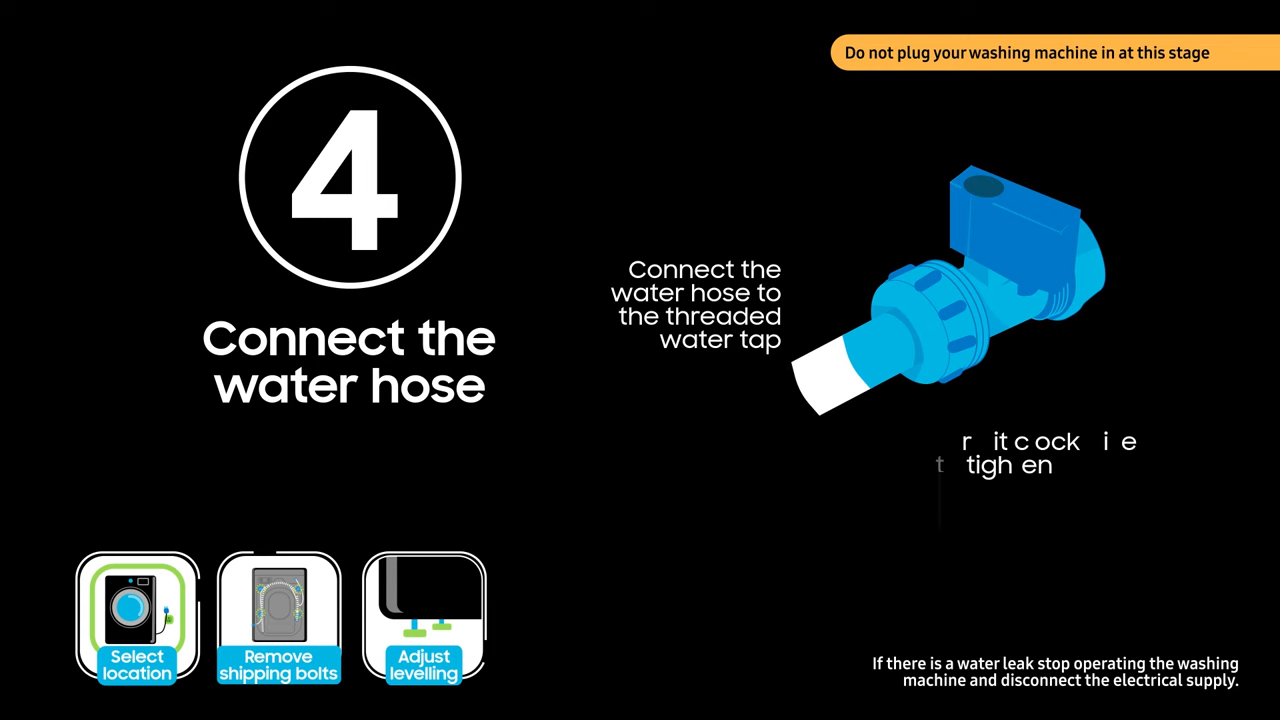 Do not plug your washing machine in at this stage
4
Connect the
water hose
Connect the
water hose to
the threaded
water tap
tigh en
Select
location
Remove
shipping bolts
Adjust
levelling
If there is a water leak stop operating the washing
machine and disconnect the electrical supply.